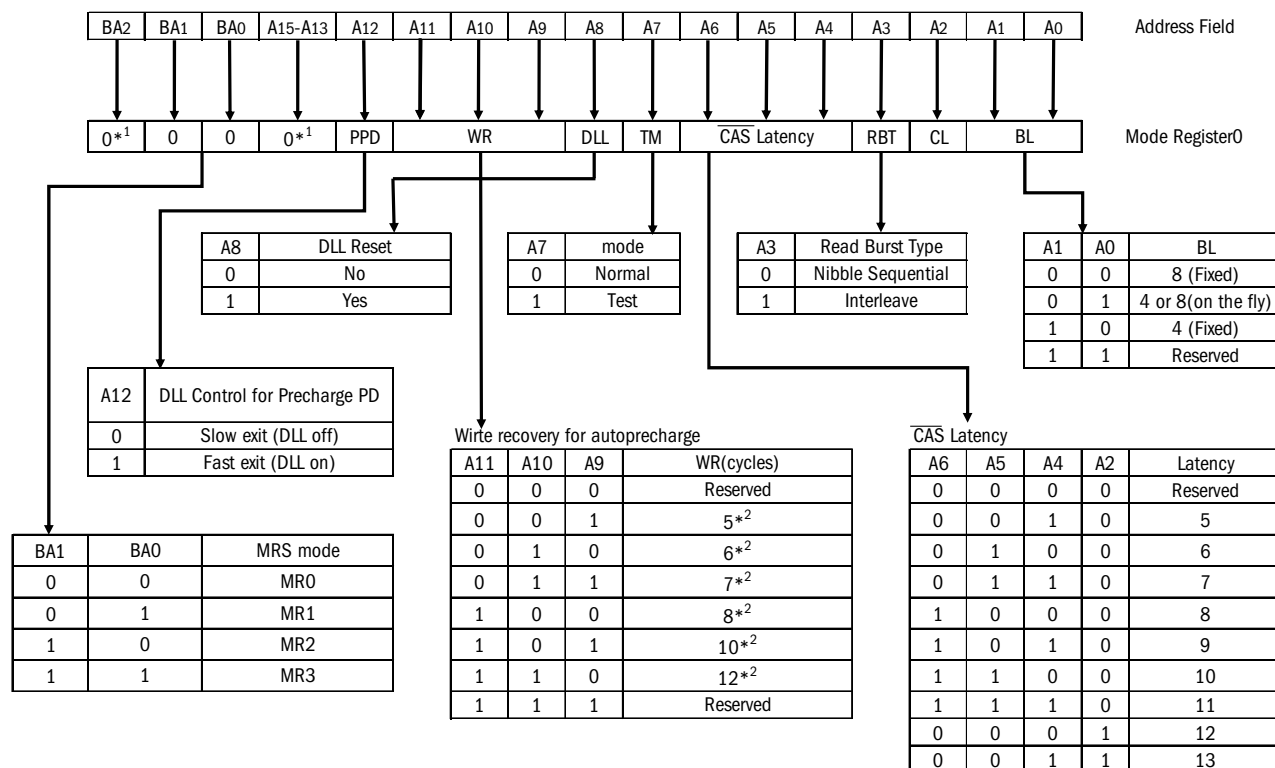 BA2 BA1 BA0 A15-A13 A12 A11 A10 A9 A8 A7 A6 A5 A4 A3 A2 A1 A0 Address Field
0*1 0 0 0*1 PPD WR DLL TM CAS Latency RBT CL BL Mode Register0
A8 DLL Reset
0 No
1 Yes
A7 mode
0 Normal
1 Test
A3 Read Burst Type
0 Nibble Sequential
1 Interleave
A1 A0 BL
0 0 8 (Fixed)
0 1 4 or 8(on the fly)
1 0 4 (Fixed)
1 1 Reserved
A12 DLL Control for Precharge PD
0 Slow exit (DLL off)
1 Fast exit (DLL on)
Wirte recovery for autoprecharge
A11 A10 A9 WR(cycles)
0 0 0 Reserved
0 0 1 5*2
0 1 0 6*2
0 1 1 7*2
1 0 0 8*2
1 0 1 10*2
1 1 0 12*2
1 1 1 Reserved
CAS Latency
A6 A5 A4 A2 Latency
0 0 0 0 Reserved
0 0 1 0 5
0 1 0 0 6
0 1 1 0 7
1 0 0 0 8
1 0 1 0 9
1 1 0 0 10
1 1 1 0 11
0 0 0 1 12
0 0 1 1 13
BA1 BA0 MRS mode
0 0 MR0
0 1 MR1
1 0 MR2
1 1 MR3